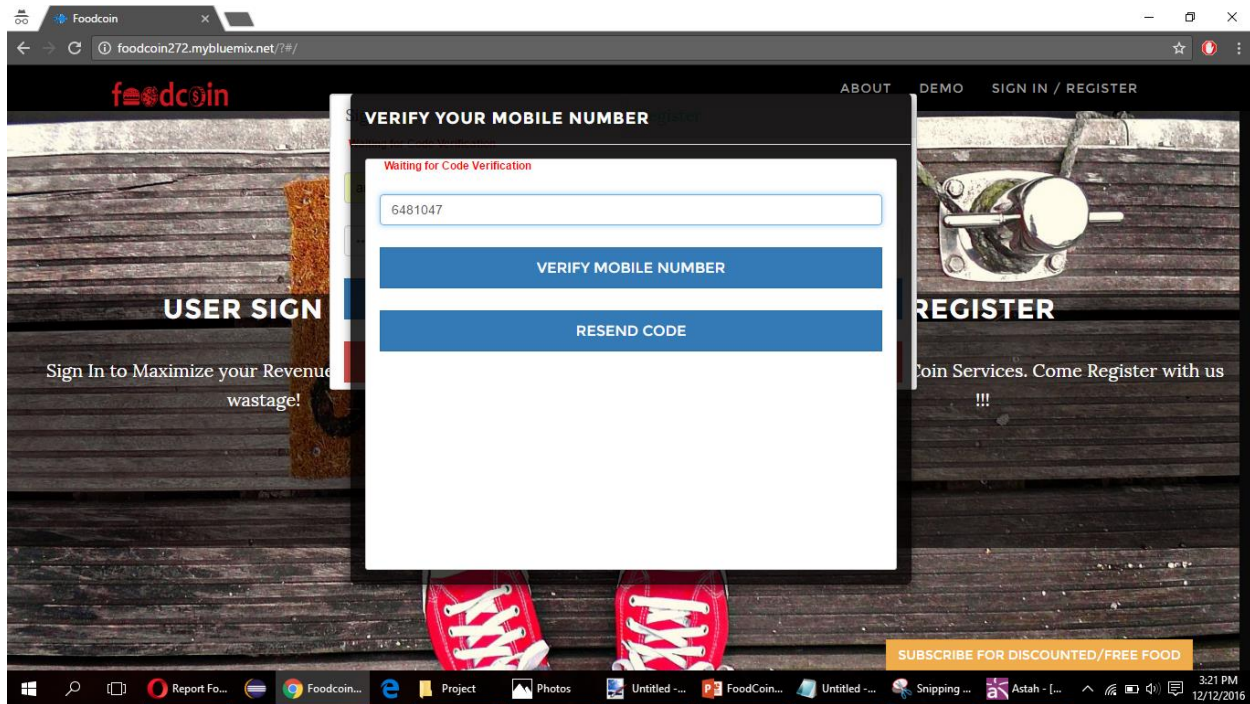 Foodcoin
foodcoin272.mybluemix.net/?#/
foodcoin
ABOUT DEMO SIGN IN / REGISTER
VERIFY YOUR MOBILE NUMBER
Waiting for Code Verification
6481047
VERIFY MOBILE NUMBER
RESEND CODE
USER SIGN
REGISTER
Sign In to Maximize your Revenue
wastage!
Coin Services. Come Register with us
!!!
SUBSCRIBE FOR DISCOUNTED/FREE FOOD
Report Fo... Foodcoin... Project Photos Untitled -... FoodCoin... Untitled -... Snipping ... Astah - [...
3:21 PM
12/12/2016